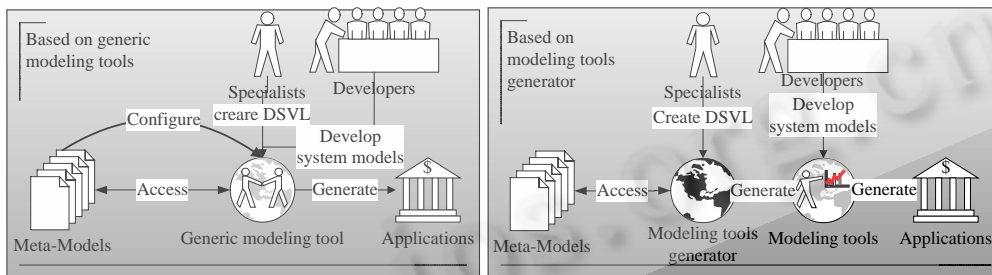 Based on generic
modeling tools
Specialists
creare DSVL
Developers
Configure
Develop
system models
Access
Generate
$
Meta-Models
Generic modeling tool
Applications
Based on
modeling tools
generator
Specialists
Create DSVL
Developers
Develop
system models
Access
Generate
Generate
$
Meta-Models
Modeling tools
generator
Modeling tools
Applications